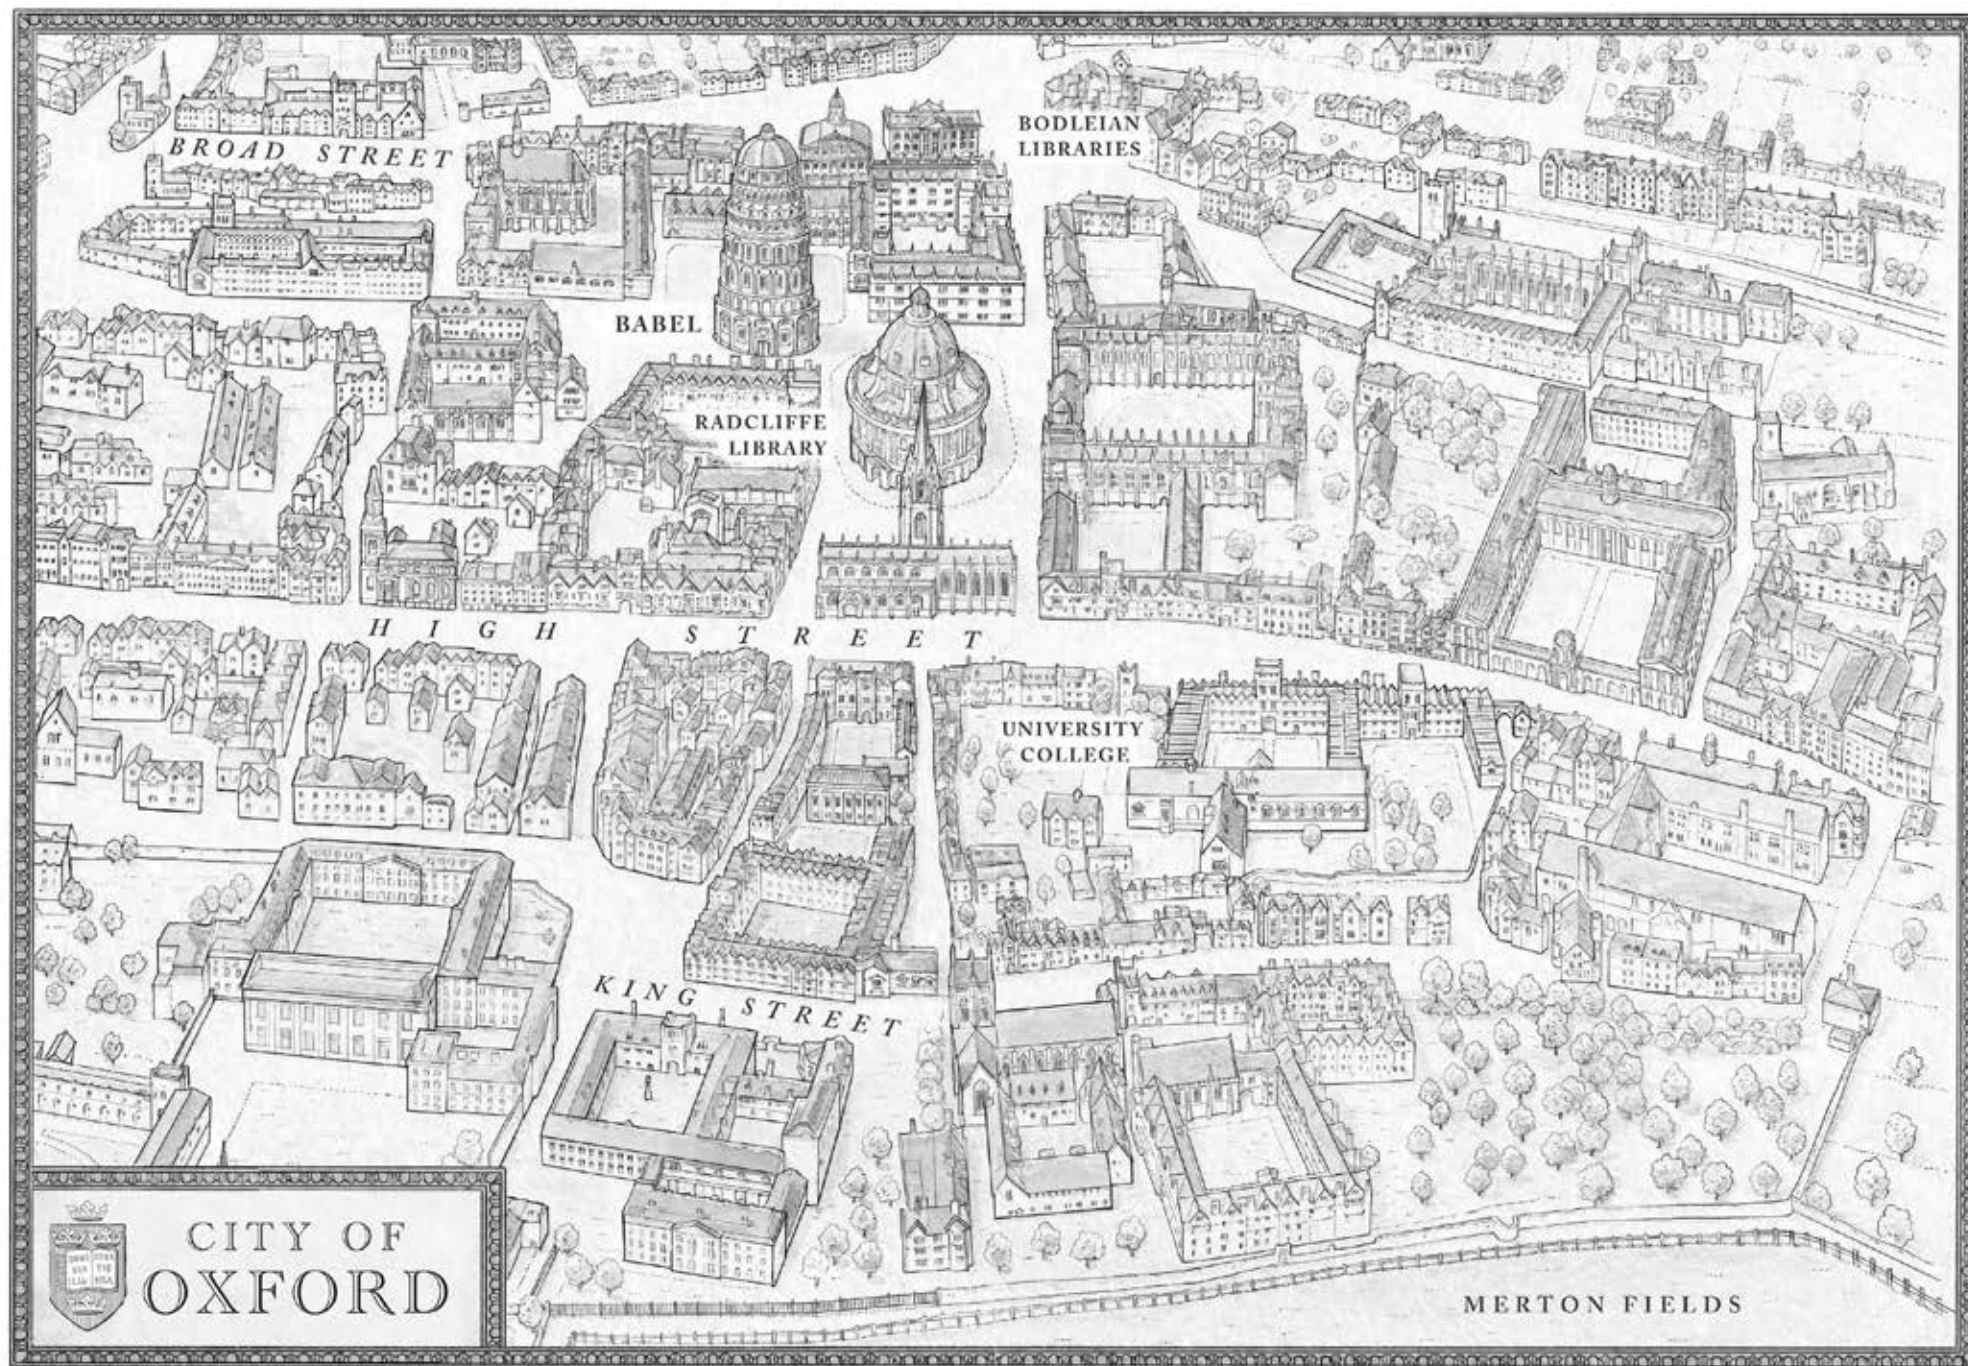 BROAD STREET
BODLEIAN
LIBRARIES
BABEL
RADCLIFFE
LIBRARY
HIGH STREET
UNIVERSITY
COLLEGE
KING STREET
CITY OF
OXFORD
MERTON FIELDS